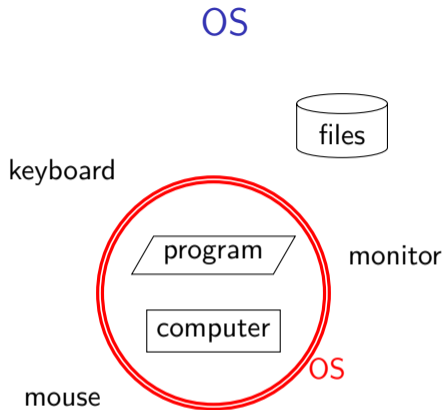 OS
files
keyboard
program
monitor
computer
OS
mouse